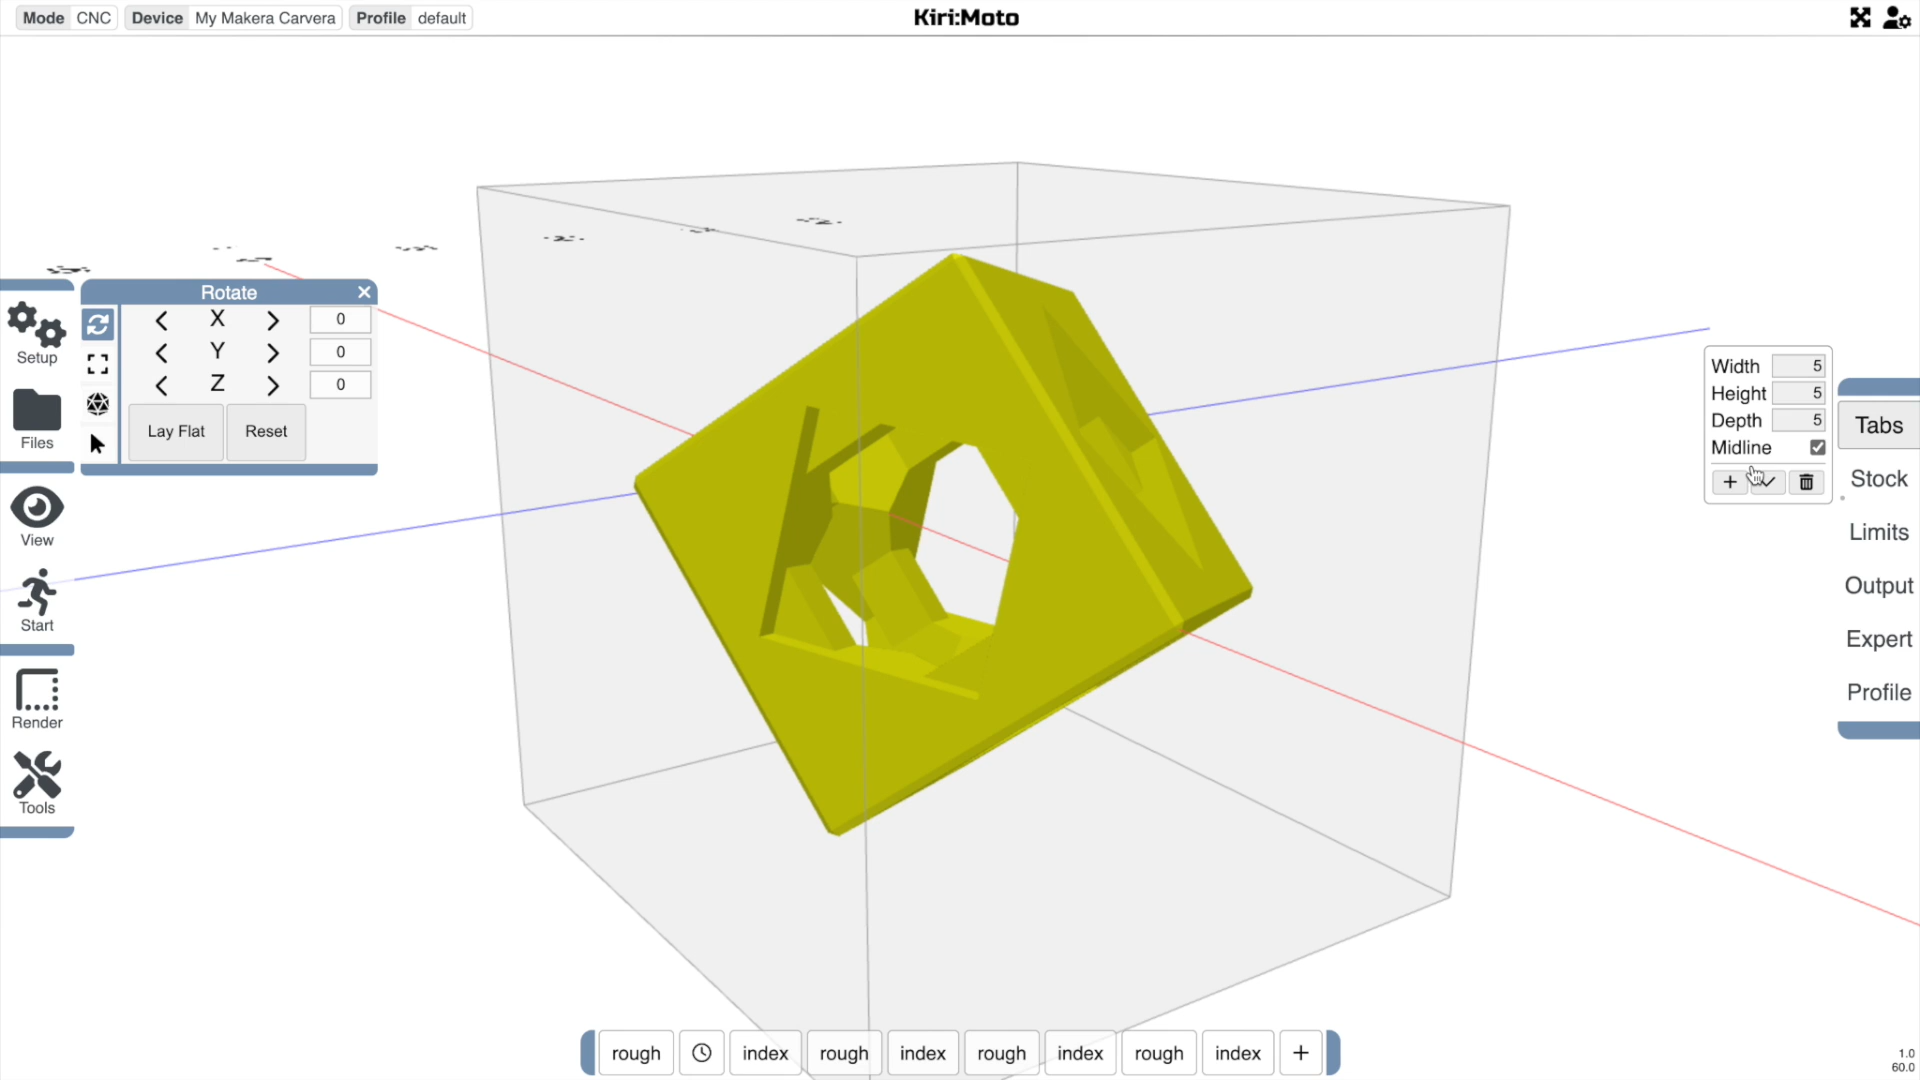 Mode CNC Device My Makera Carvera Profile default
Kiri:Moto
Rotate
X 0
Y 0
Z 0
Lay Flat Reset
Setup
Files
View
Start
Render
Tools
Width 5
Height 5
Depth 5
Midline
Tabs
Stock
Limits
Output
Expert
Profile
rough index rough index rough index rough index +
1.0
60.0